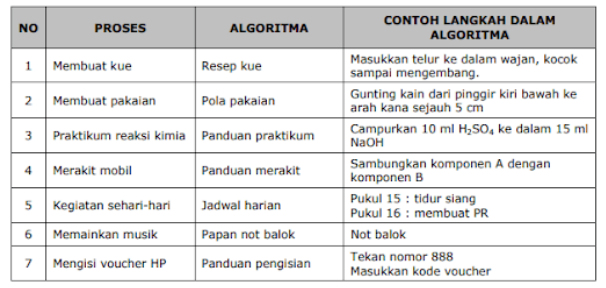 NO PROSES ALGORITMA CONTOH LANGKAH DALAM ALGORITMA
1 Membuat kue Resep kue Masukkan telur ke dalam wajan, kocok
sampai mengembang.
2 Membuat pakaian Pola pakaian Gunting kain dari pinggir kiri bawah ke
arah kana sejauh 5 cm
3 Praktikum reaksi kimia Panduan praktikum Campurkan 10 ml H₂SO₄ ke dalam 15 ml
NaOH
4 Merakit mobil Panduan merakit Sambungkan komponen A dengan
komponen B
5 Kegiatan sehari-hari Jadwal harian Pukul 15 : tidur siang
Pukul 16 : membuat PR
6 Memainkan musik Papan not balok Not balok
7 Mengisi voucher HP Panduan pengisian Tekan nomor 888
Masukkan kode voucher